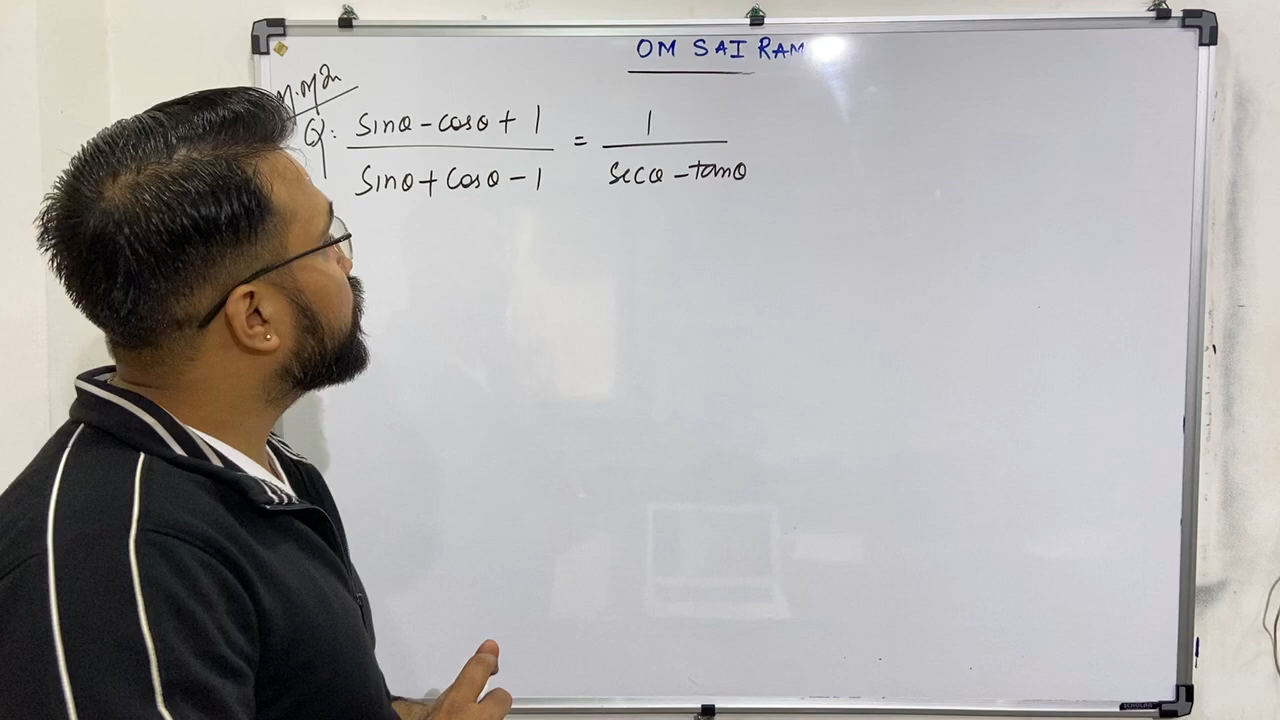 OM SAI RAM
Q: (sinθ - cosθ + 1)/(sinθ + cosθ - 1) = 1/(secθ - tanθ)